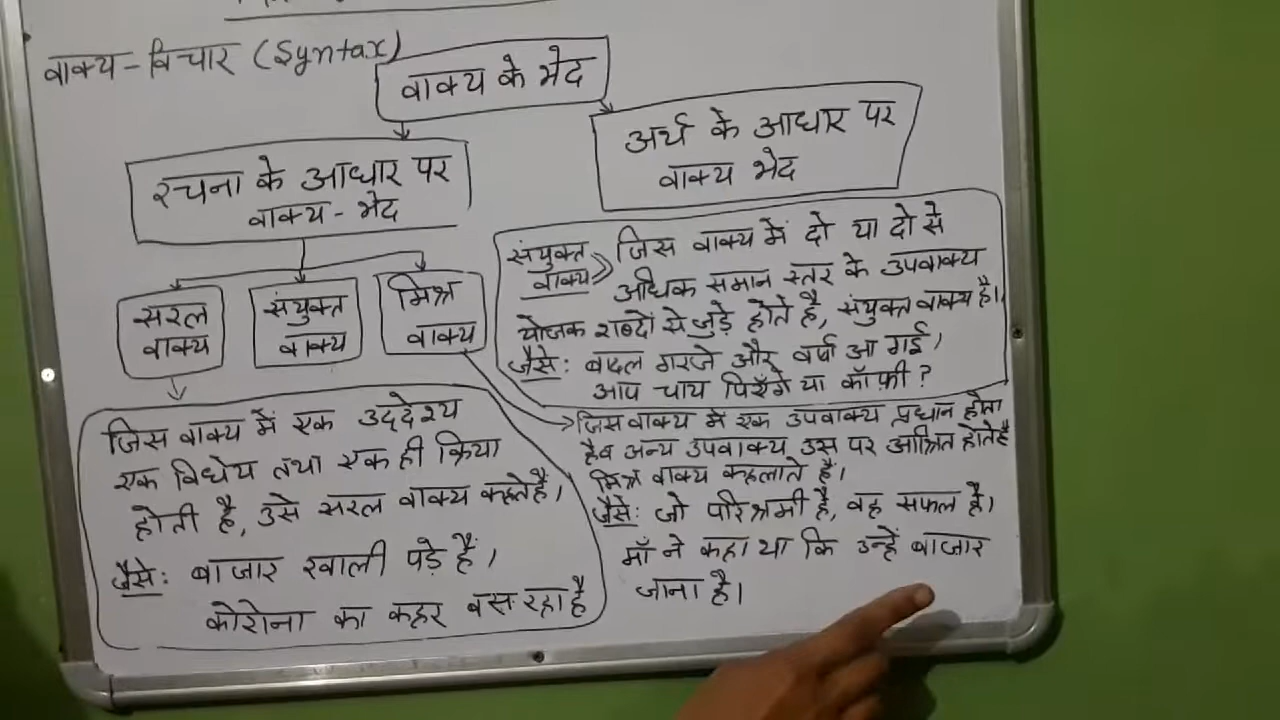 वाक्य-विचार (Syntax)
वाक्य के भेद
अर्थ के आधार पर
वाक्य भेद
रचना के आधार पर
वाक्य - भेद
सरल
वाक्य
संयुक्त
वाक्य
मिश्र
वाक्य
संयुक्त
वाक्य
जिस वाक्य में दो या दो से
अधिक समान स्तर के उपवाक्य
योजक शब्दों से जुड़े होते है, संयुक्त वाक्य है।
जैसे: बादल गरजे और वर्षा आ गई,
आप चाय पिएँगे या कॉफ़ी ?
जिस वाक्य में एक उद्देश्य
एक विधेय तथा एक ही क्रिया
होती है, उसे सरल वाक्य कहते है।
जैसे: बाजार खाली पड़े हैं,
कोरोना का कहर बस रहा है
जिस वाक्य में एक उपवाक्य प्रधान होता
है व अन्य उपवाक्य उस पर आश्रित होते है
मिश्र वाक्य कहलाते है।
जैसे: जो परिश्रमी है, वह सफल है।
माँ ने कहा था कि उन्हें बाजार
जाना है।